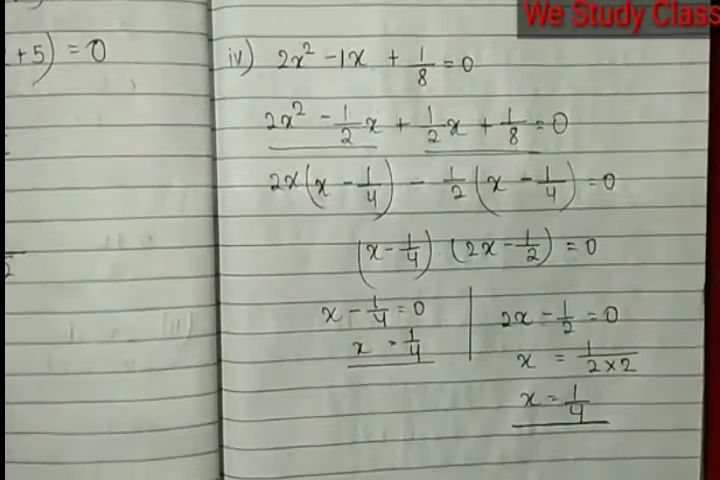 We Study Class
+5) = 0
iv) 2x² - 1x + 1/8 = 0
2x² - 1/2 x + 1/2 x + 1/8 = 0
2x(x - 1/4) - 1/2 (x - 1/4) = 0
(x - 1/4) (2x - 1/2) = 0
x - 1/4 = 0
x = 1/4
2x - 1/2 = 0
x = 1/2×2
x = 1/4